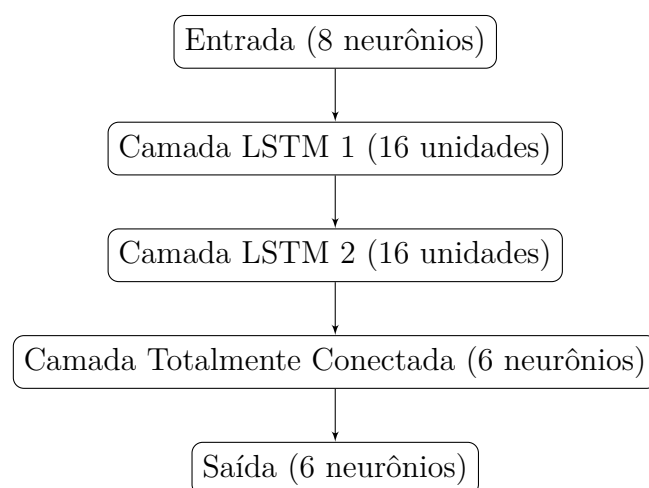 Entrada (8 neurônios)
Camada LSTM 1 (16 unidades)
Camada LSTM 2 (16 unidades)
Camada Totalmente Conectada (6 neurônios)
Saída (6 neurônios)